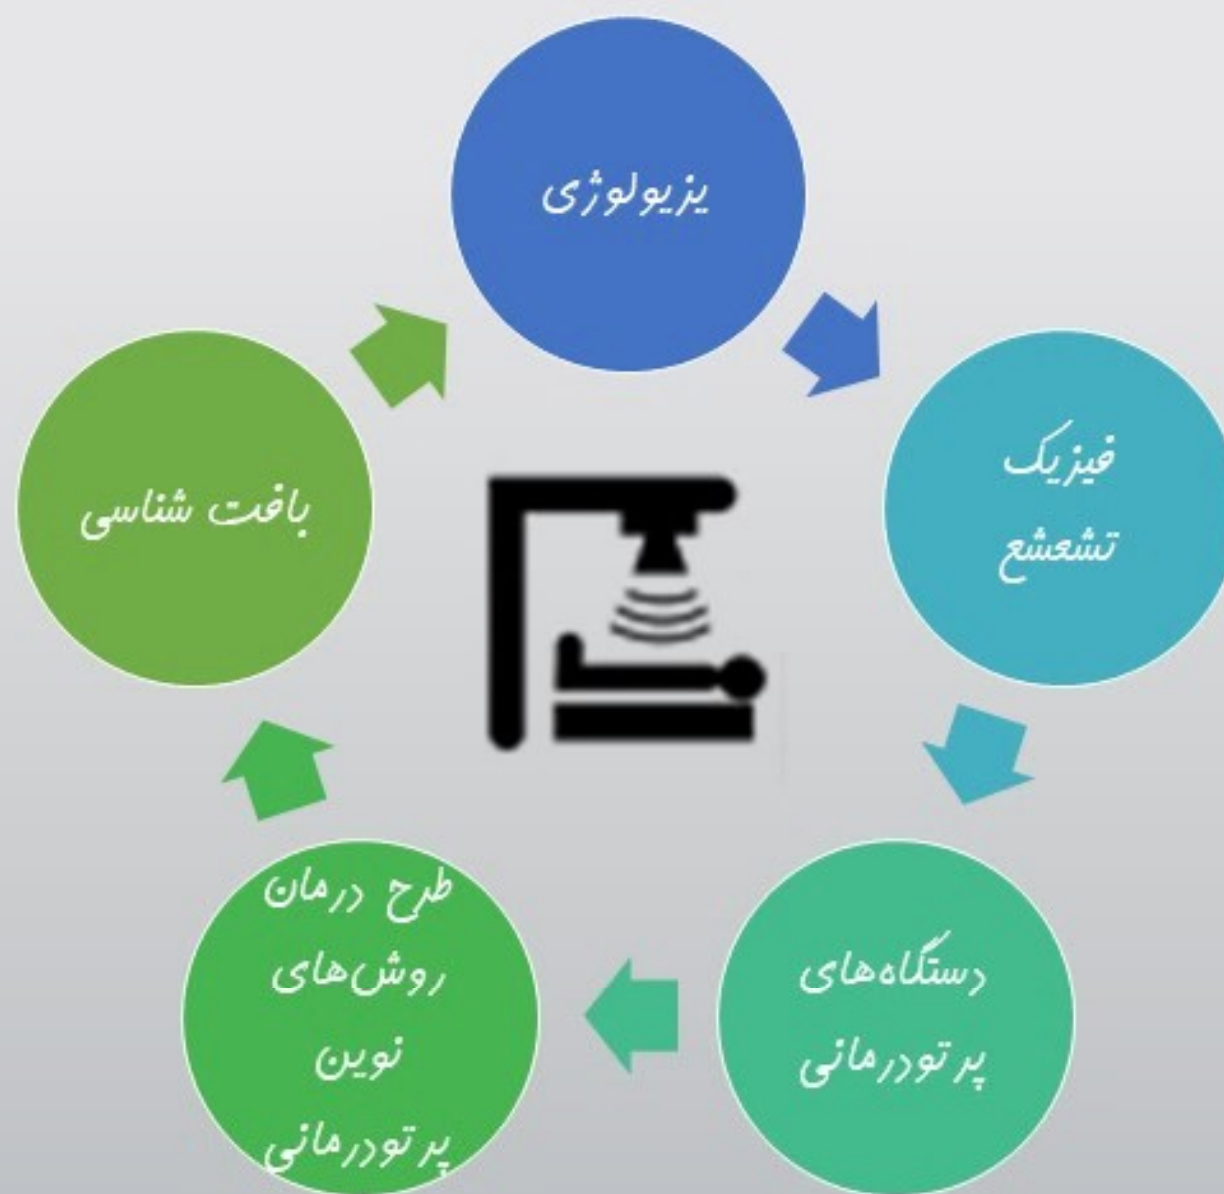 یزیولوژی
فیزیک
تشعشع
دستگاه‌های
پرتودرمانی
طرح درمان
روش‌های
نوین
پرتودرمانی
بافت شناسی